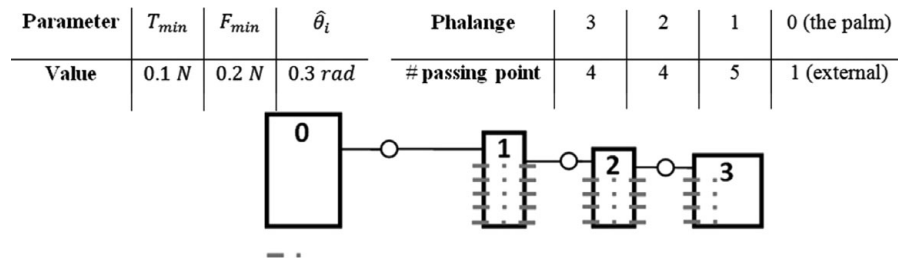 Parameter T_min F_min θ̂_i
Value 0.1 N 0.2 N 0.3 rad
Phalange 3 2 1 0 (the palm)
# passing point 4 4 5 1 (external)
0
1
2
3